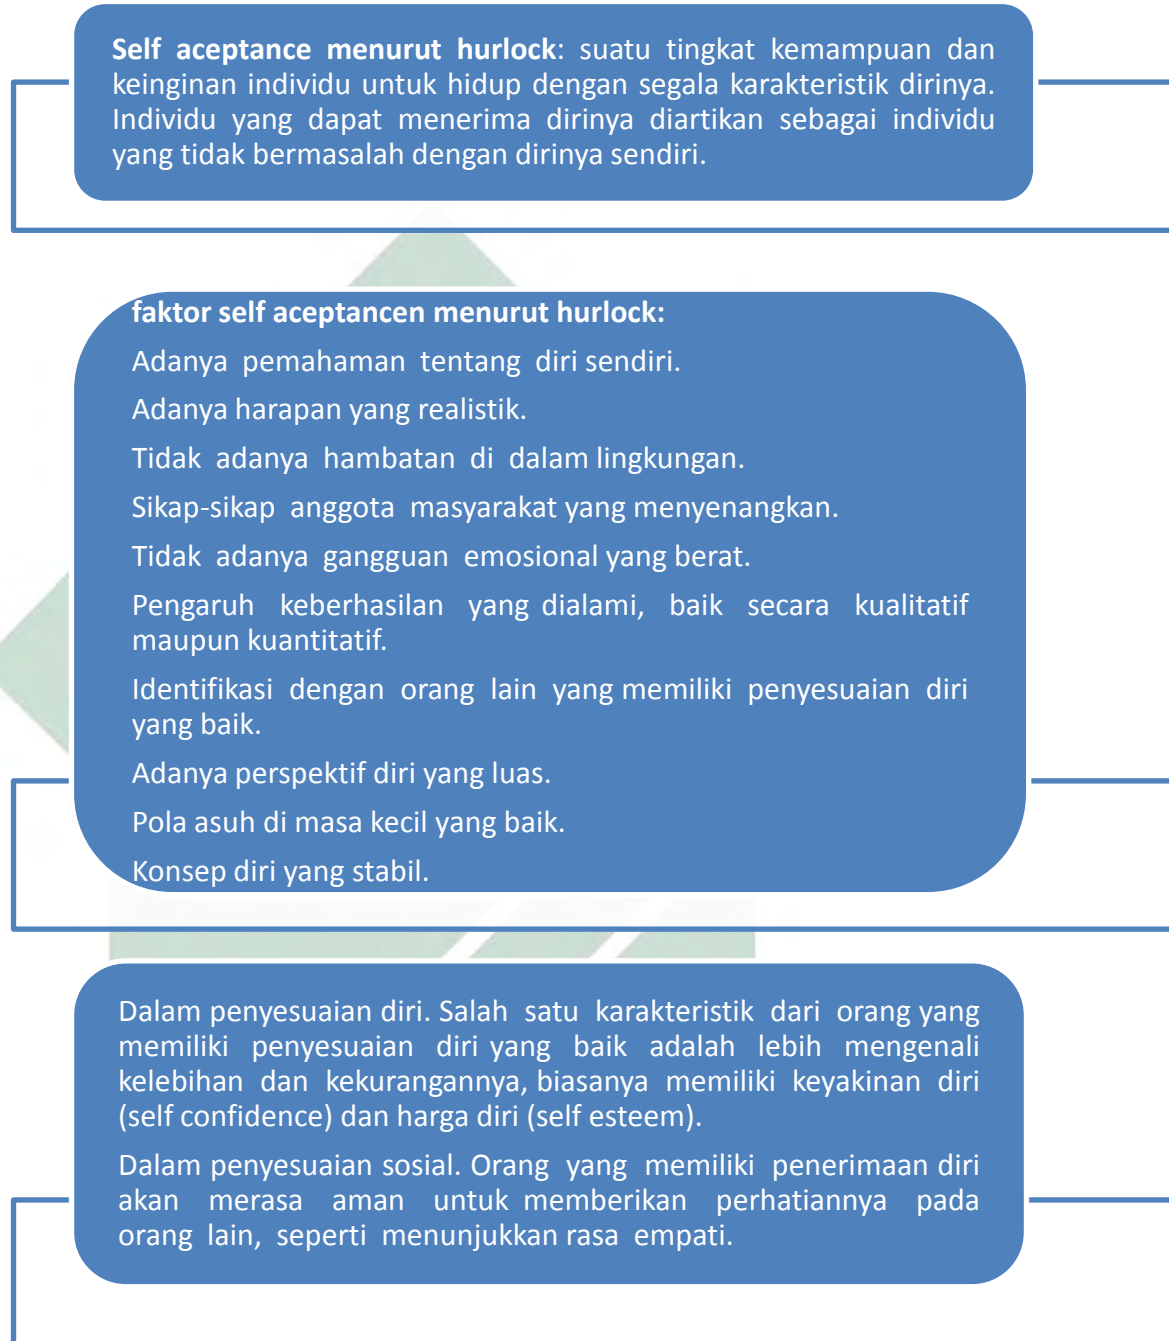 Self aceptance menurut hurlock: suatu tingkat kemampuan dan
keinginan individu untuk hidup dengan segala karakteristik dirinya.
Individu yang dapat menerima dirinya diartikan sebagai individu
yang tidak bermasalah dengan dirinya sendiri.
faktor self aceptancen menurut hurlock:
Adanya pemahaman tentang diri sendiri.
Adanya harapan yang realistik.
Tidak adanya hambatan di dalam lingkungan.
Sikap-sikap anggota masyarakat yang menyenangkan.
Tidak adanya gangguan emosional yang berat.
Pengaruh keberhasilan yang dialami, baik secara kualitatif
maupun kuantitatif.
Identifikasi dengan orang lain yang memiliki penyesuaian diri
yang baik.
Adanya perspektif diri yang luas.
Pola asuh di masa kecil yang baik.
Konsep diri yang stabil.
Dalam penyesuaian diri. Salah satu karakteristik dari orang yang
memiliki penyesuaian diri yang baik adalah lebih mengenali
kelebihan dan kekurangannya, biasanya memiliki keyakinan diri
(self confidence) dan harga diri (self esteem).
Dalam penyesuaian sosial. Orang yang memiliki penerimaan diri
akan merasa aman untuk memberikan perhatiannya pada
orang lain, seperti menunjukkan rasa empati.